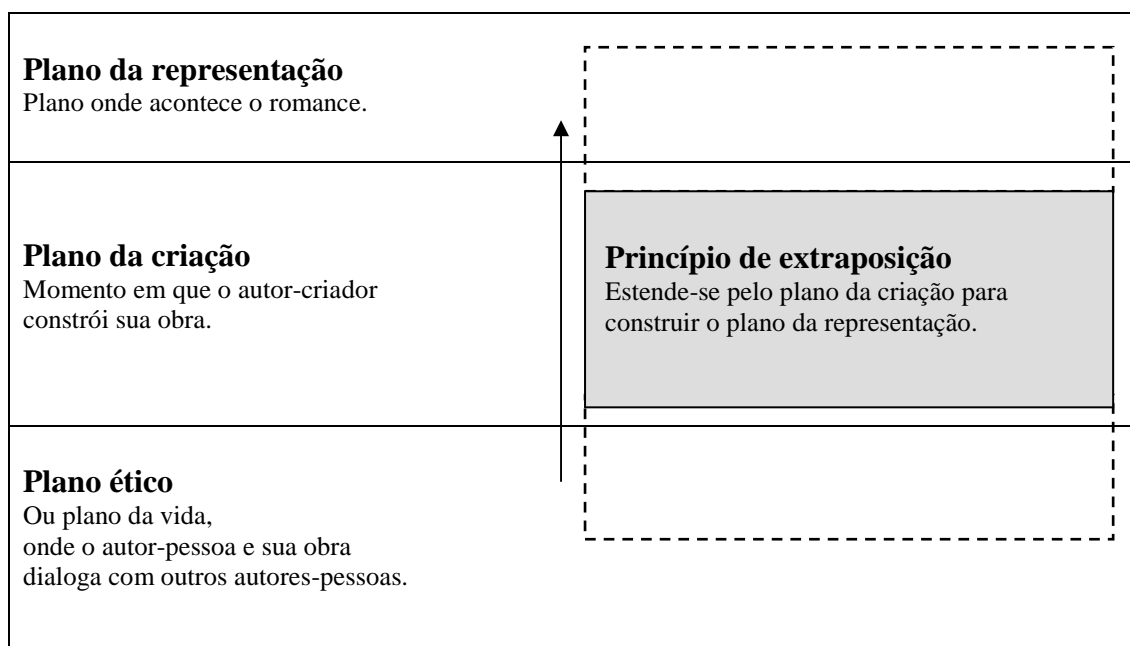 Plano da representação
Plano onde acontece o romance.
Plano da criação
Momento em que o autor-criador
constrói sua obra.
Princípio de extraposição
Estende-se pelo plano da criação para
construir o plano da representação.
Plano ético
Ou plano da vida,
onde o autor-pessoa e sua obra
dialoga com outros autores-pessoas.